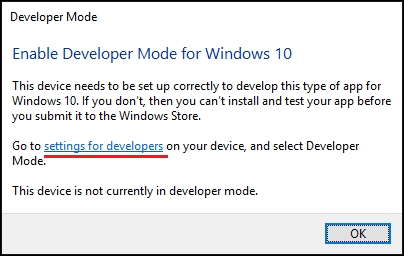 Developer Mode
Enable Developer Mode for Windows 10
This device needs to be set up correctly to develop this type of app for
Windows 10. If you don't, then you can't install and test your app before
you submit it to the Windows Store.
Go to settings for developers on your device, and select Developer
Mode.
This device is not currently in developer mode.
OK